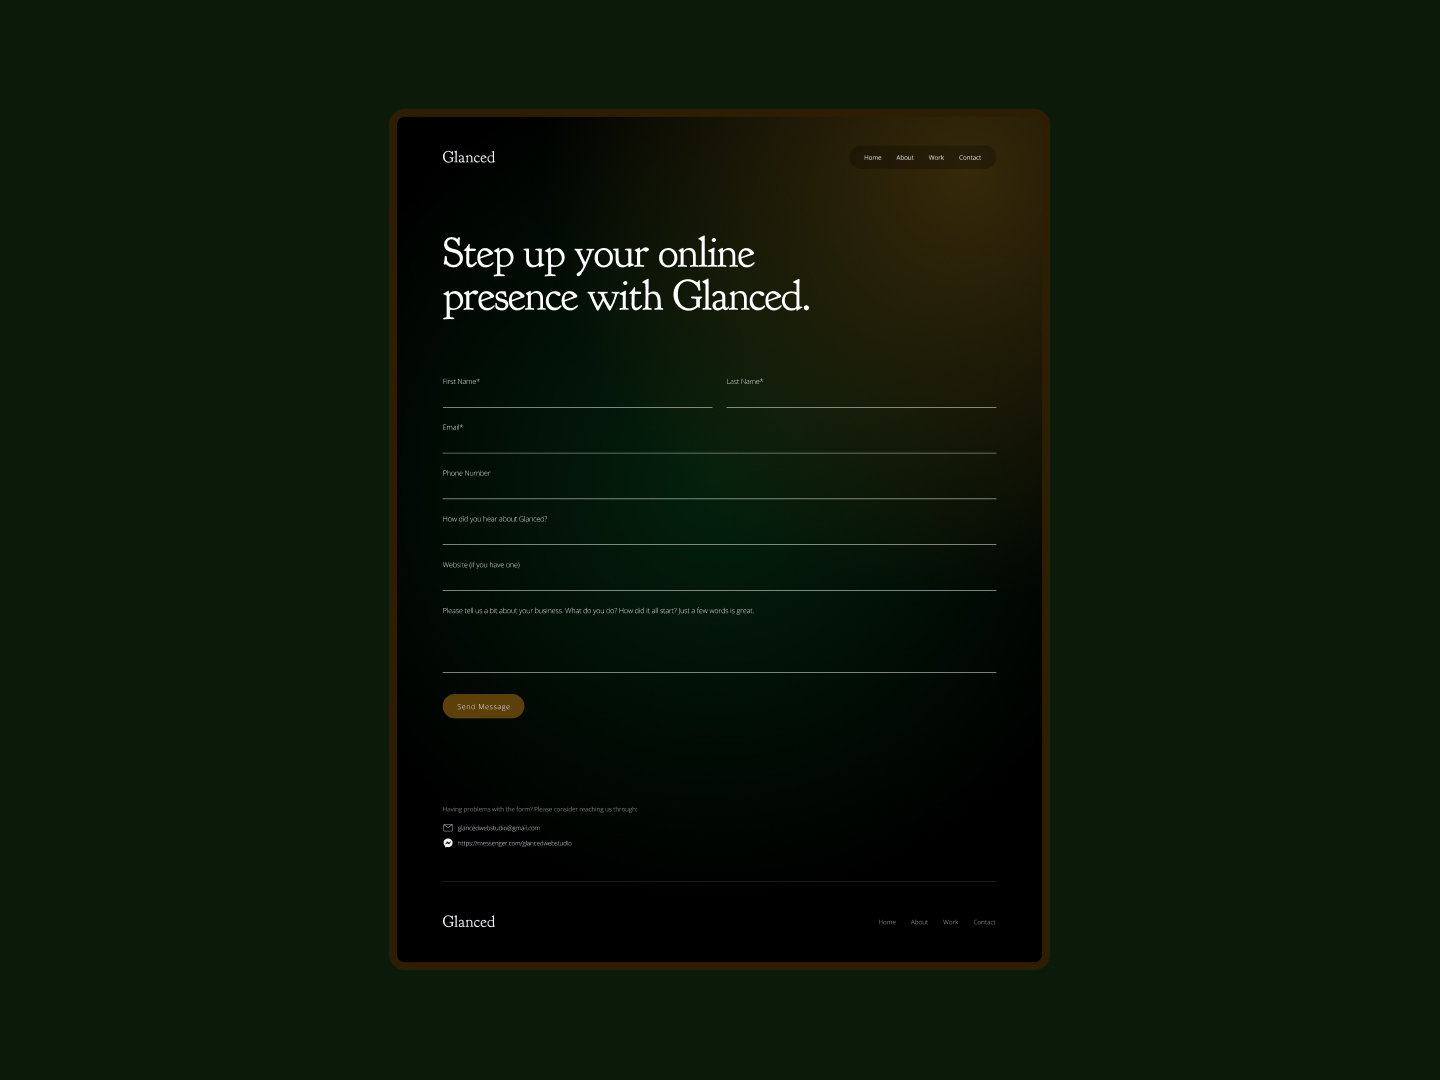 Glanced
Home About Work Contact
Step up your online
presence with Glanced.
First Name* Last Name*
Email*
Phone Number
How did you hear about Glanced?
Website (if you have one)
Please tell us a bit about your business. What do you do? How did it all start? Just a few words is great.
Send Message
Having problems with the form? Please consider reaching us through:
glancedwebstudio@gmail.com
https://messenger.com/glancedwebstudio
Glanced
Home About Work Contact